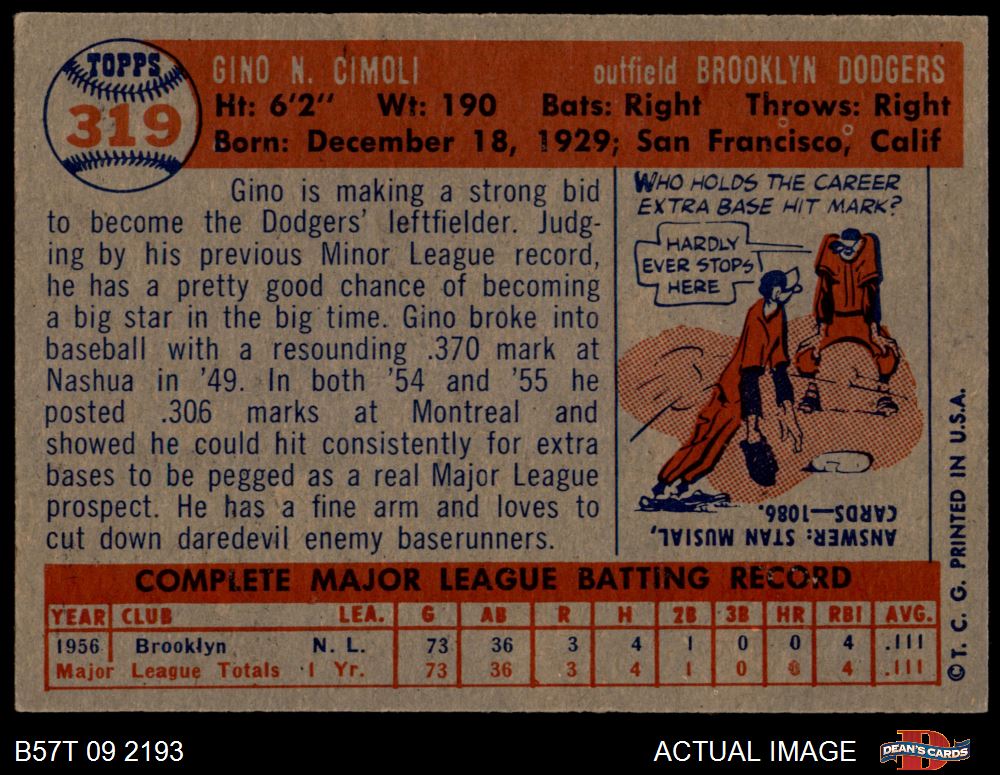 TOPPS
319
GINO N. CIMOLI outfield BROOKLYN DODGERS
Ht: 6'2" Wt: 190 Bats: Right Throws: Right
Born: December 18, 1929; San Francisco, Calif
Gino is making a strong bid
to become the Dodgers' leftfielder. Judg-
ing by his previous Minor League record,
he has a pretty good chance of becoming
a big star in the big time. Gino broke into
baseball with a resounding .370 mark at
Nashua in '49. In both '54 and '55 he
posted .306 marks at Montreal and
showed he could hit consistently for extra
bases to be pegged as a real Major League
prospect. He has a fine arm and loves to
cut down daredevil enemy baserunners.
WHO HOLDS THE CAREER
EXTRA BASE HIT MARK?
HARDLY
EVER STOPS
HERE
ANSWER: STAN MUSIAL,
CARDS—1086.
COMPLETE MAJOR LEAGUE BATTING RECORD
YEAR CLUB LEA. G AB R H 2B 3B HR RBI AVG.
1956 Brooklyn N. L. 73 36 3 4 1 0 0 4 .111
Major League Totals 1 Yr. 73 36 3 4 1 0 0 4 .111
© T. C. G. PRINTED IN U.S.A.
B57T 09 2193
ACTUAL IMAGE
D
DEAN'S CARDS